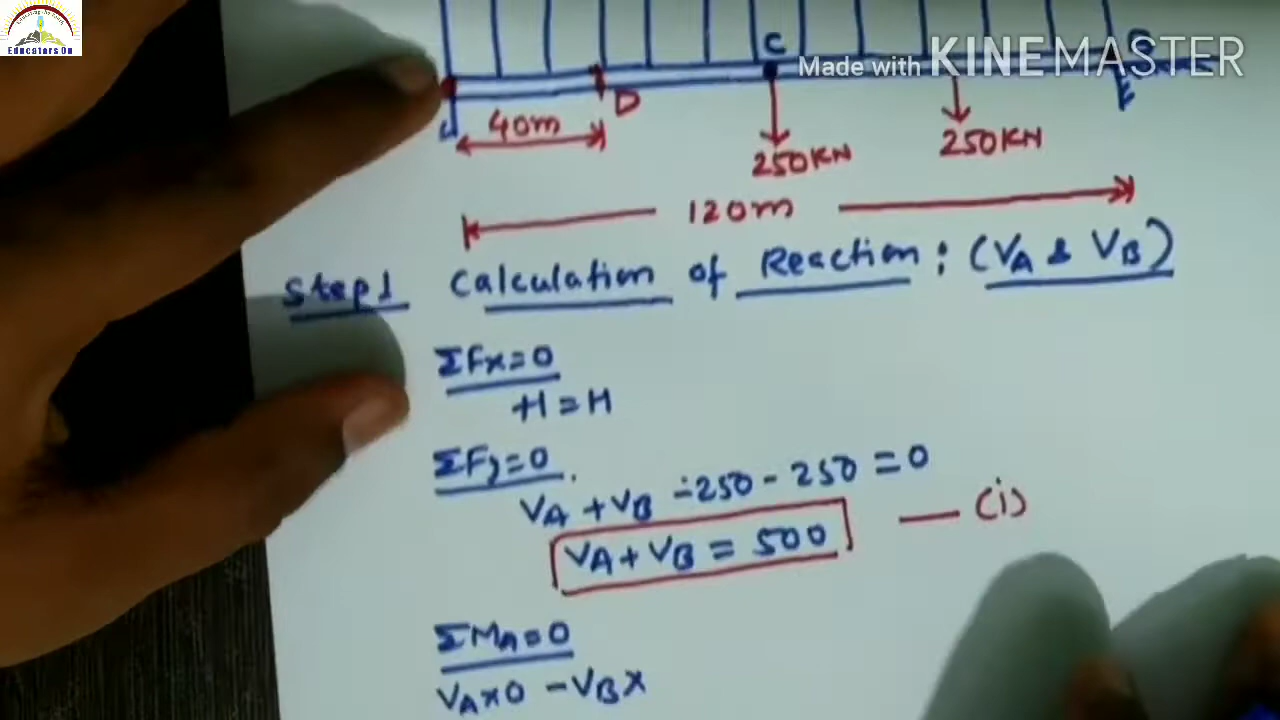 Educators On
C
Made with KINEMASTER
D
E
40m
250KN
250KN
120m
Step1 Calculation of Reaction: (VA & VB)
ΣFx=0
H=H
ΣFy=0
VA+VB-250-250=0
VA+VB=500 —(i)
ΣMA=0
VA×0-VB×